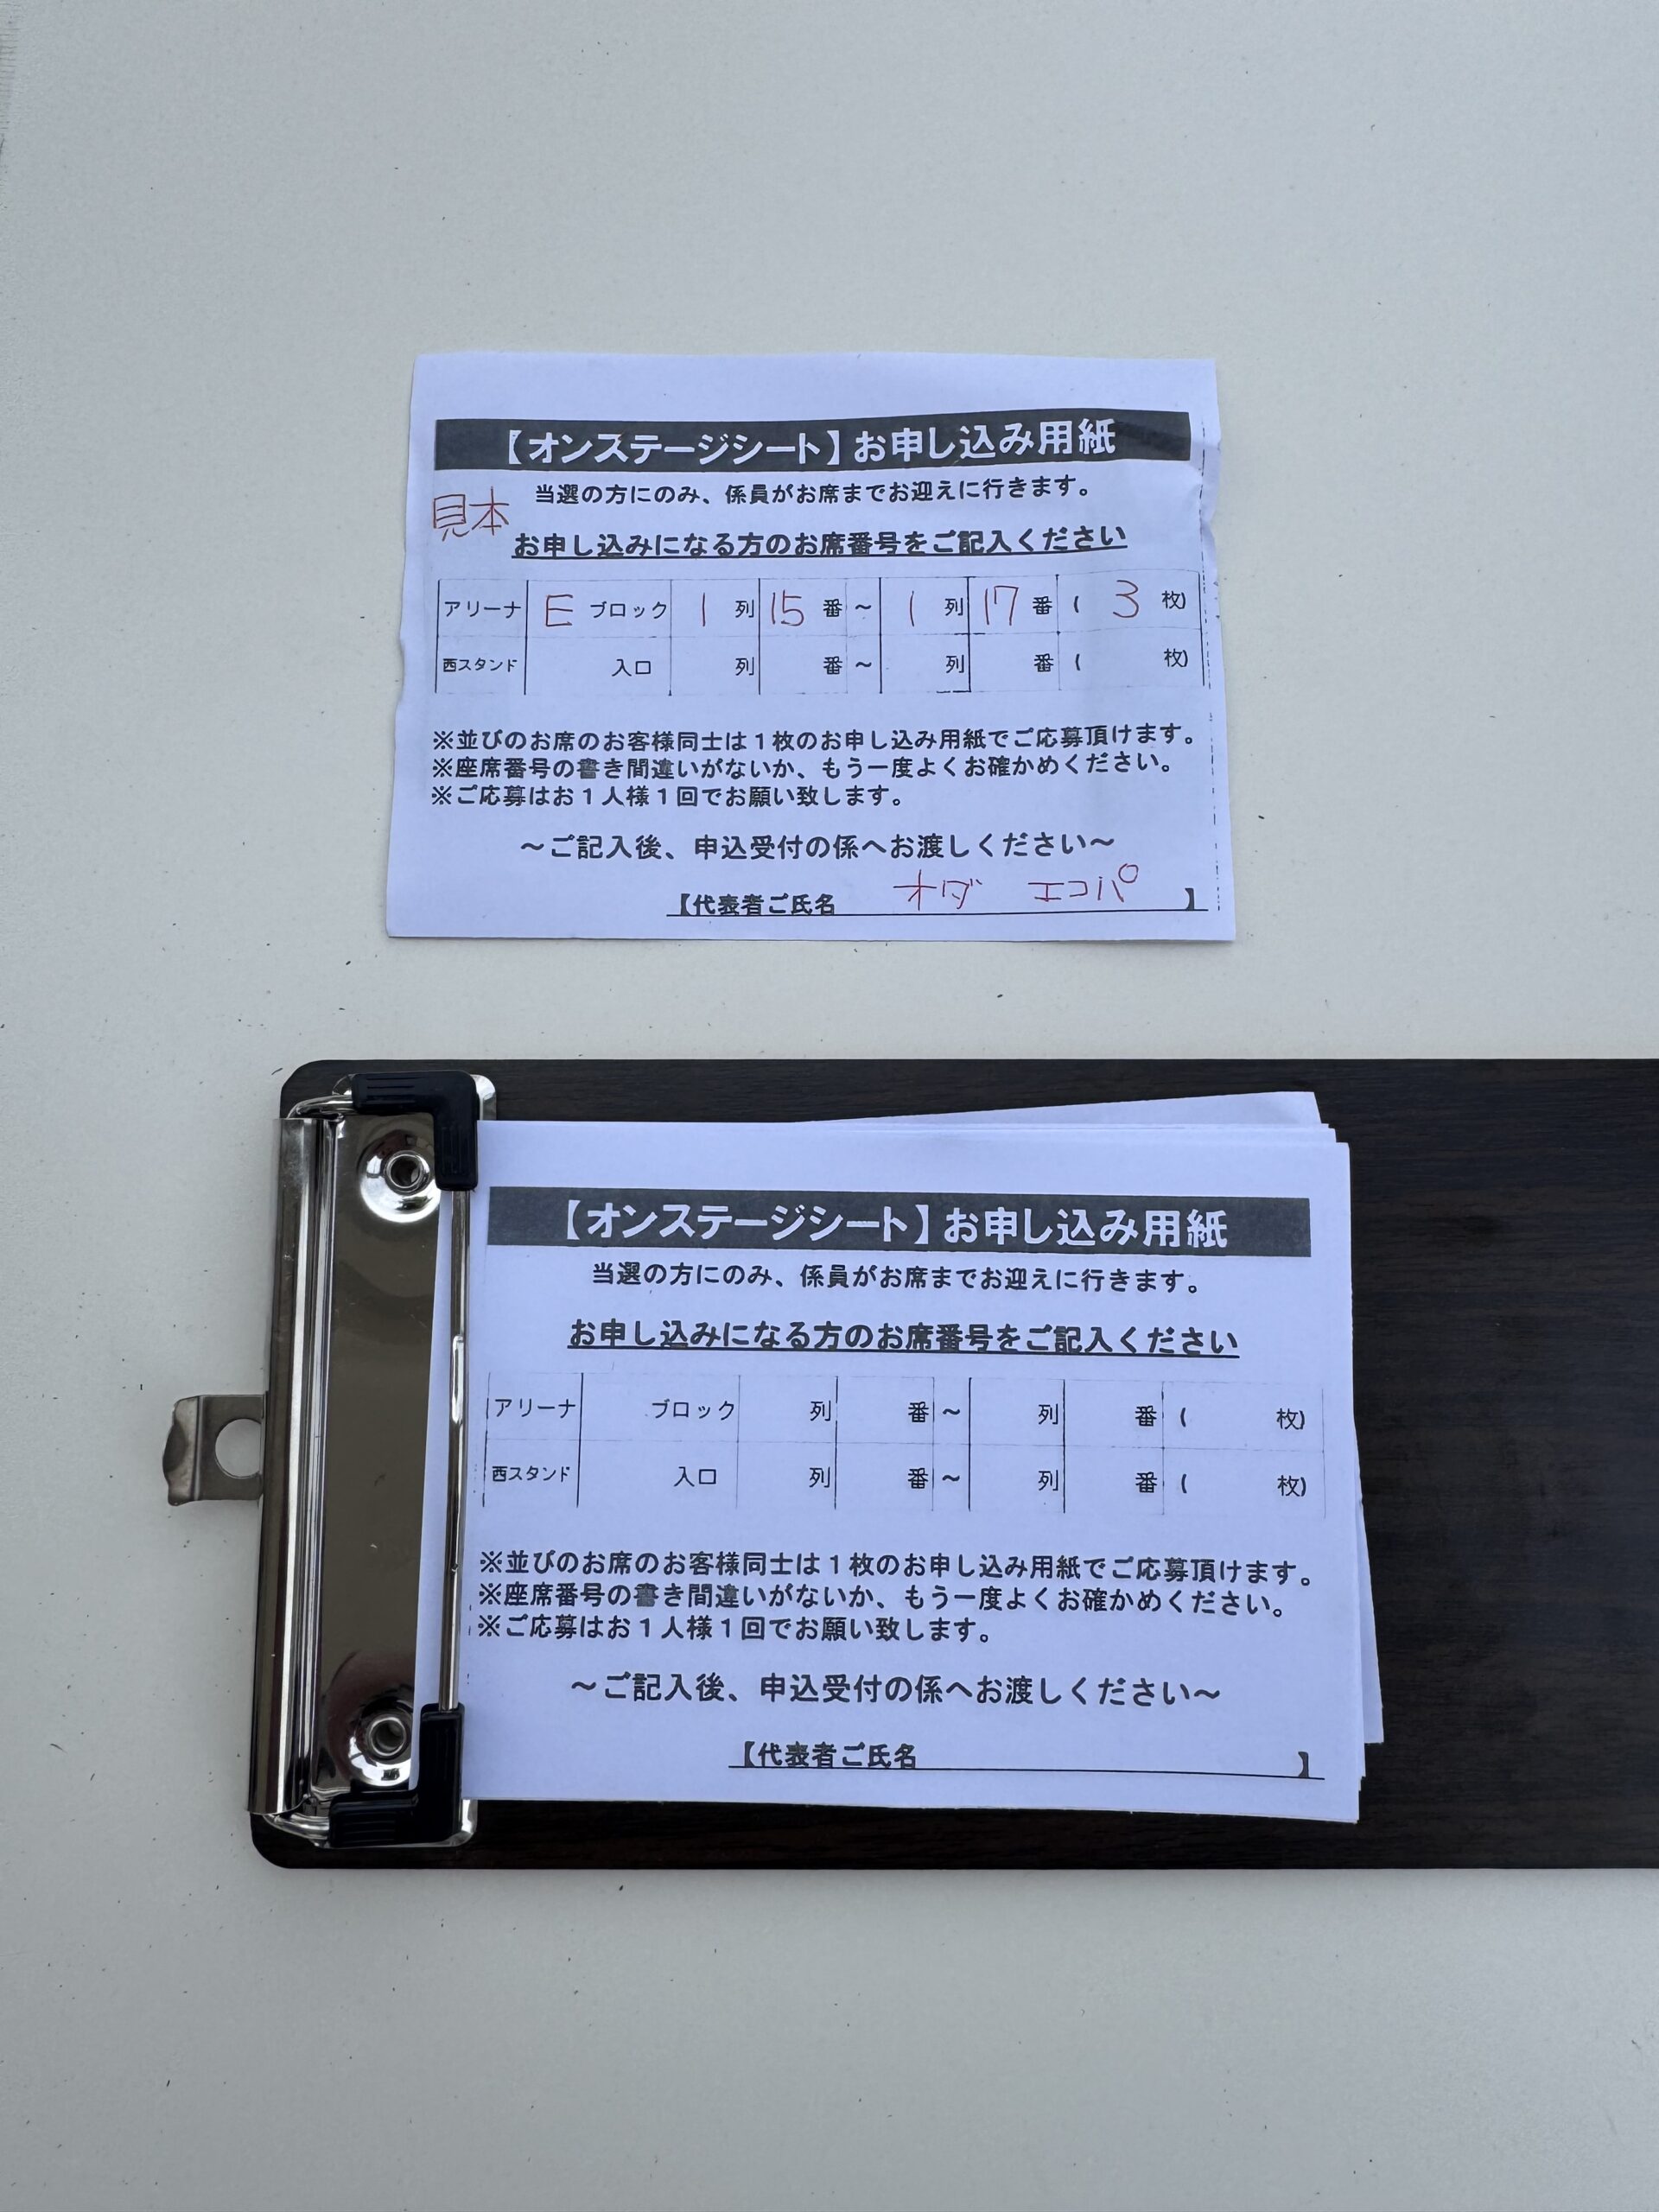 【オンステージシート】お申し込み用紙
当選の方にのみ、係員がお席までお迎えに行きます。
見本
お申し込みになる方のお席番号をご記入ください
アリーナ E ブロック 1 列 15 番 ～ 1 列 17 番 ( 3 枚)
西スタンド 入口 列 番 ～ 列 番 ( 枚)
※並びのお席のお客様同士は１枚のお申し込み用紙でご応募頂けます。
※座席番号の書き間違いがないか、もう一度よくお確かめください。
※ご応募はお１人様１回でお願い致します。
～ご記入後、申込受付の係へお渡しください～
【代表者ご氏名 オダ エコパ 】
【オンステージシート】お申し込み用紙
当選の方にのみ、係員がお席までお迎えに行きます。
お申し込みになる方のお席番号をご記入ください
アリーナ ブロック 列 番 ～ 列 番 ( 枚)
西スタンド 入口 列 番 ～ 列 番 ( 枚)
※並びのお席のお客様同士は１枚のお申し込み用紙でご応募頂けます。
※座席番号の書き間違いがないか、もう一度よくお確かめください。
※ご応募はお１人様１回でお願い致します。
～ご記入後、申込受付の係へお渡しください～
【代表者ご氏名 】